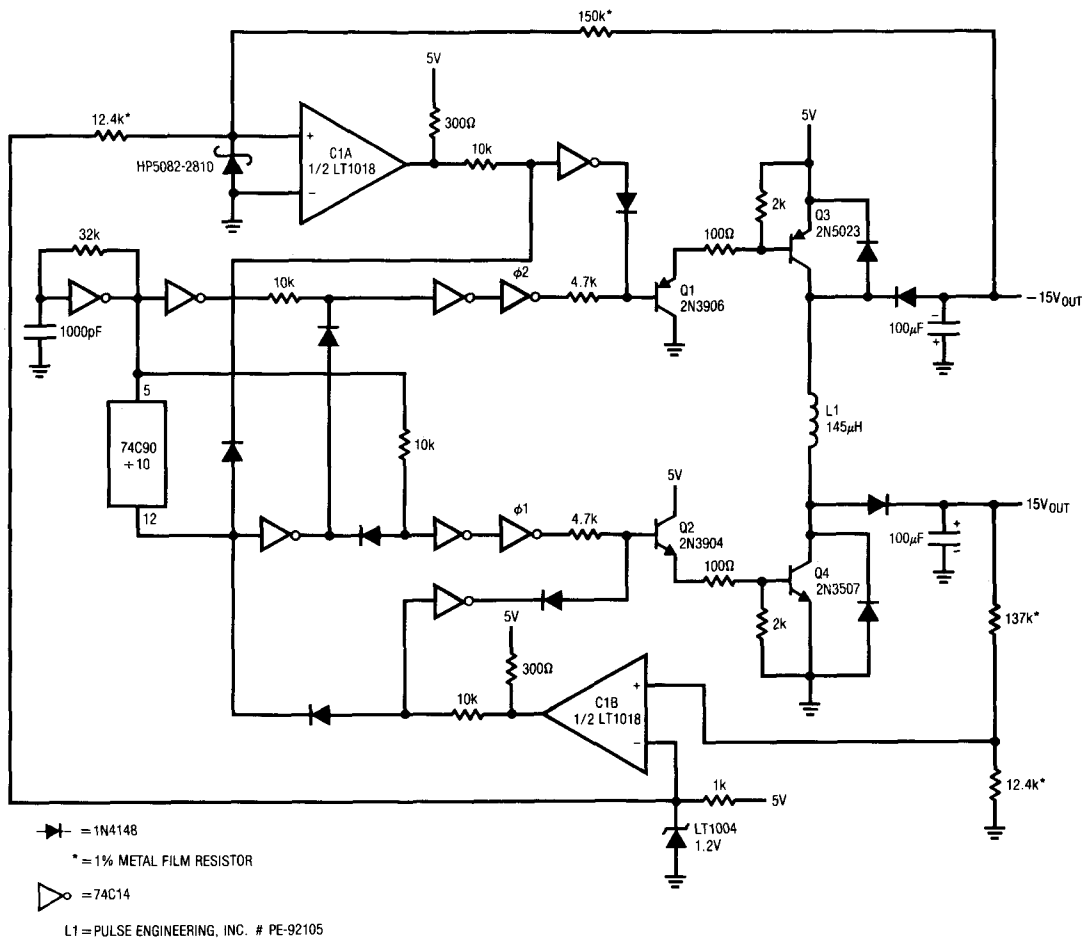 150k*
5V
12.4k*
300Ω
+
C1A
10k
5V
1/2 LT1018
HP5082-2810
−
2k
Q3
2N5023
32k
100Ω
10k
φ2
4.7k
Q1
2N3906
−15VOUT
−
100µF
+
1000pF
5
L1
145µH
74C90
÷10
10k
5V
12
15VOUT
φ1
4.7k
Q2
2N3904
+
100µF
−
100Ω
Q4
2N3507
137k*
5V
2k
300Ω
+
C1B
10k
1/2 LT1018
−
1k
5V
12.4k*
LT1004
1.2V
= 1N4148
* = 1% METAL FILM RESISTOR
= 74C14
L1 = PULSE ENGINEERING, INC. # PE-92105